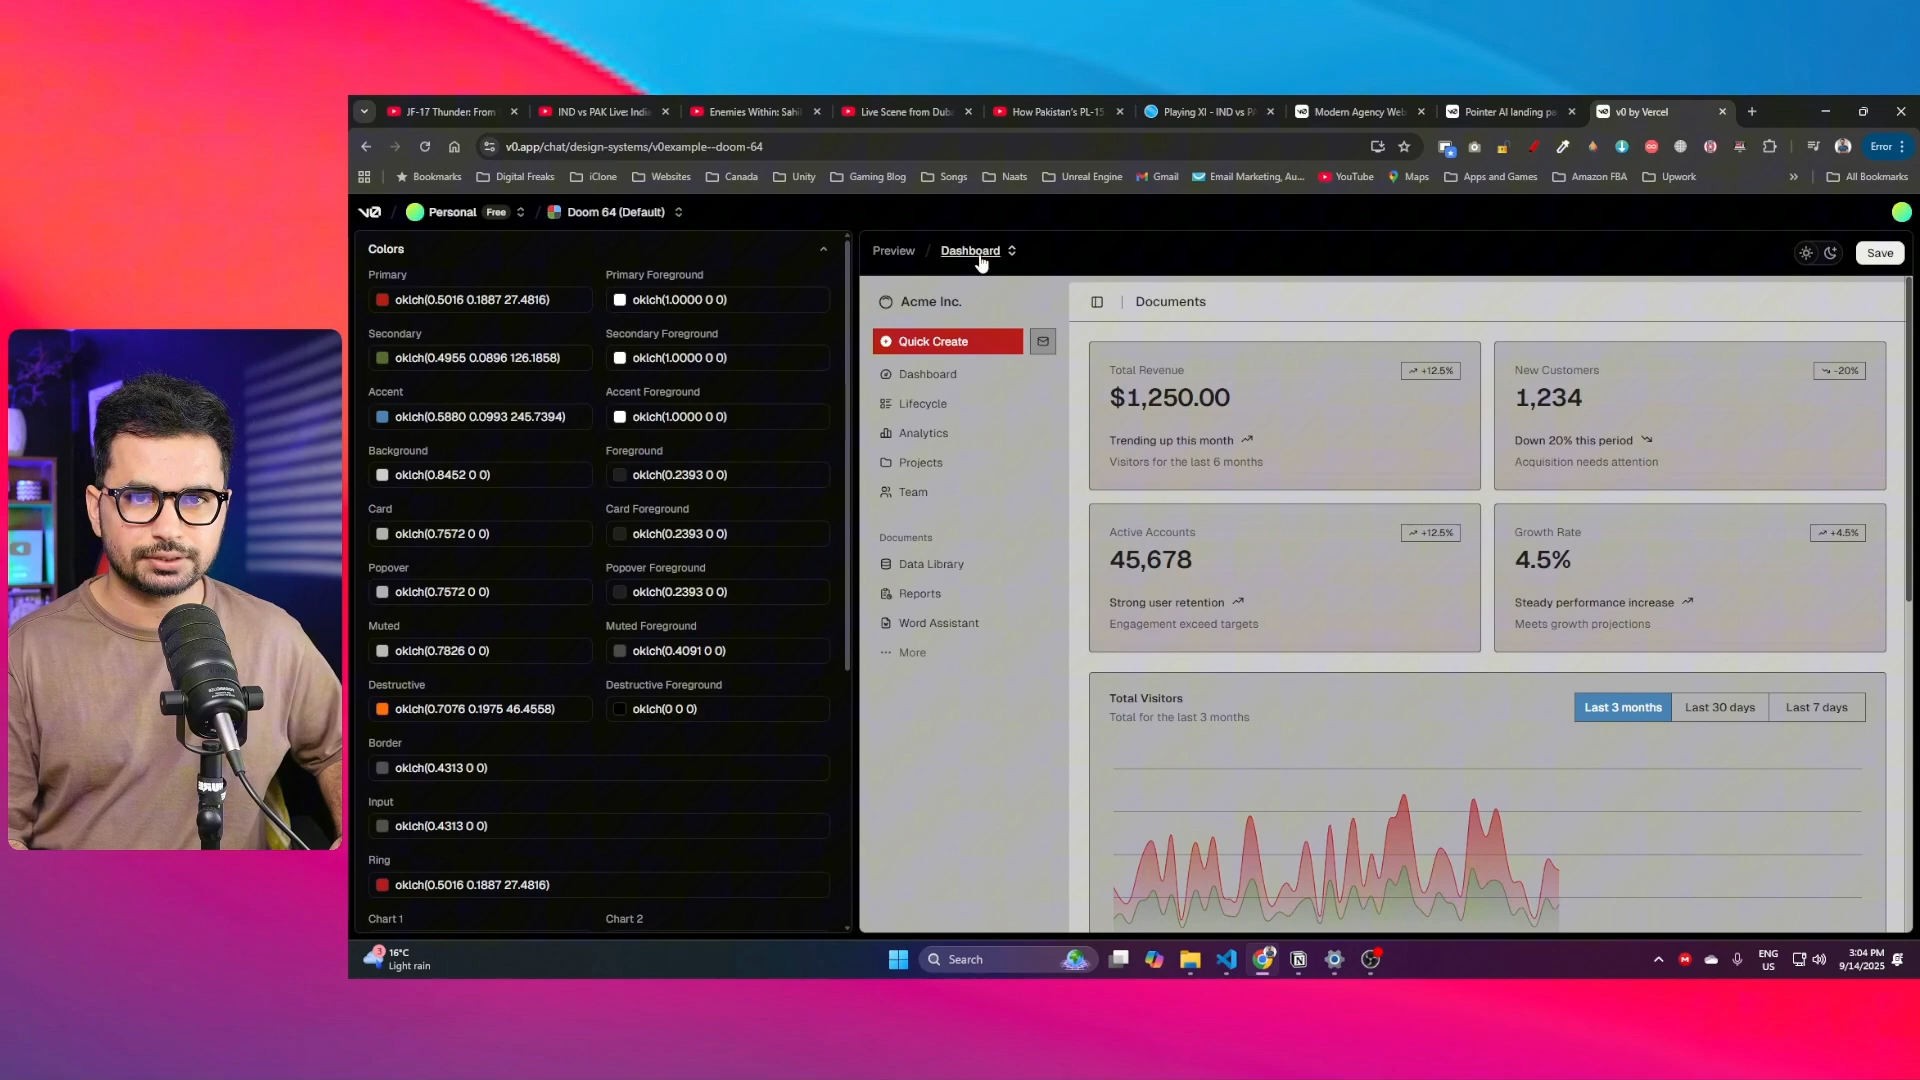 JF-17 Thunder: From
IND vs PAK Live: India
Enemies Within: Sahil
Live Scene from Duba
How Pakistan's PL-15
Playing XI - IND vs PA
Modern Agency Web
Pointer AI landing pa
v0 by Vercel
v0.app/chat/design-systems/v0example--doom-64
Error
Bookmarks
Digital Freaks
iClone
Websites
Canada
Unity
Gaming Blog
Songs
Naats
Unreal Engine
Gmail
Email Marketing, Au...
YouTube
Maps
Apps and Games
Amazon FBA
Upwork
All Bookmarks
v0
Personal
Free
Doom 64 (Default)
Colors
Primary
Primary Foreground
oklch(0.5016 0.1887 27.4816)
oklch(1.0000 0 0)
Secondary
Secondary Foreground
oklch(0.4955 0.0896 126.1858)
oklch(1.0000 0 0)
Accent
Accent Foreground
oklch(0.5880 0.0993 245.7394)
oklch(1.0000 0 0)
Background
Foreground
oklch(0.8452 0 0)
oklch(0.2393 0 0)
Card
Card Foreground
oklch(0.7572 0 0)
oklch(0.2393 0 0)
Popover
Popover Foreground
oklch(0.7572 0 0)
oklch(0.2393 0 0)
Muted
Muted Foreground
oklch(0.7826 0 0)
oklch(0.4091 0 0)
Destructive
Destructive Foreground
oklch(0.7076 0.1975 46.4558)
oklch(0 0 0)
Border
oklch(0.4313 0 0)
Input
oklch(0.4313 0 0)
Ring
oklch(0.5016 0.1887 27.4816)
Chart 1
Chart 2
Preview / Dashboard
Save
Acme Inc.
Quick Create
Dashboard
Lifecycle
Analytics
Projects
Team
Documents
Data Library
Reports
Word Assistant
More
Documents
Total Revenue
+12.5%
$1,250.00
Trending up this month
Visitors for the last 6 months
New Customers
-20%
1,234
Down 20% this period
Acquisition needs attention
Active Accounts
+12.5%
45,678
Strong user retention
Engagement exceed targets
Growth Rate
+4.5%
4.5%
Steady performance increase
Meets growth projections
Total Visitors
Total for the last 3 months
Last 3 months
Last 30 days
Last 7 days
3
16°C
Light rain
Search
ENG
US
3:04 PM
9/14/2025